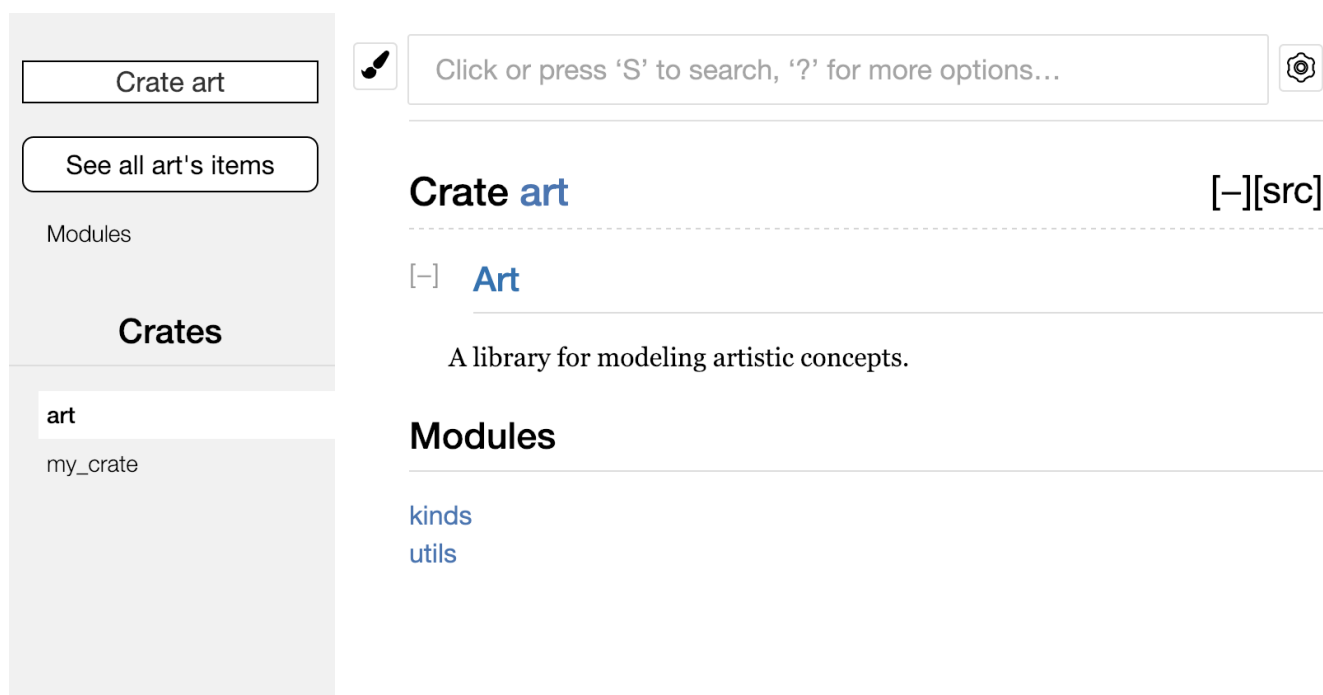 Crate art
See all art's items
Modules
Crates
art
my_crate
Click or press ‘S’ to search, ‘?’ for more options…
Crate art
[−][src]
[−]
Art
A library for modeling artistic concepts.
Modules
kinds
utils